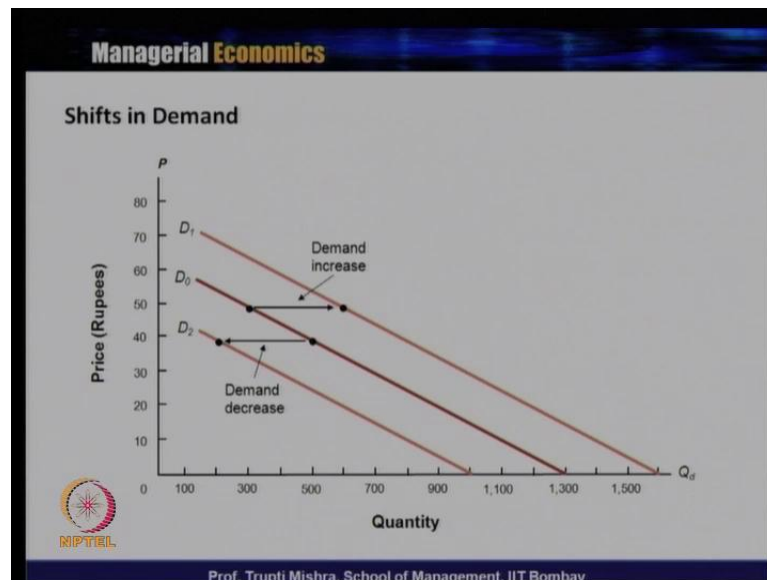 Managerial Economics
Shifts in Demand
P
80
70
60
50
40
30
20
10
0
Price (Rupees)
D1
D0
D2
Demand
increase
Demand
decrease
100 300 500 700 900 1,100 1,300 1,500
Qd
Quantity
NPTEL
Prof. Trupti Mishra, School of Management, IIT Bombay